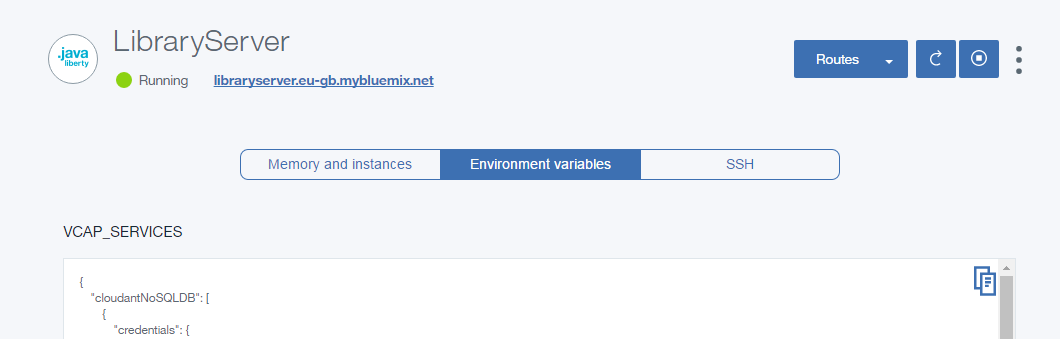 .java
liberty
LibraryServer
Running
libraryserver.eu-gb.mybluemix.net
Routes
Memory and instances
Environment variables
SSH
VCAP_SERVICES
{
"cloudantNoSQLDB": [
{
"credentials": {